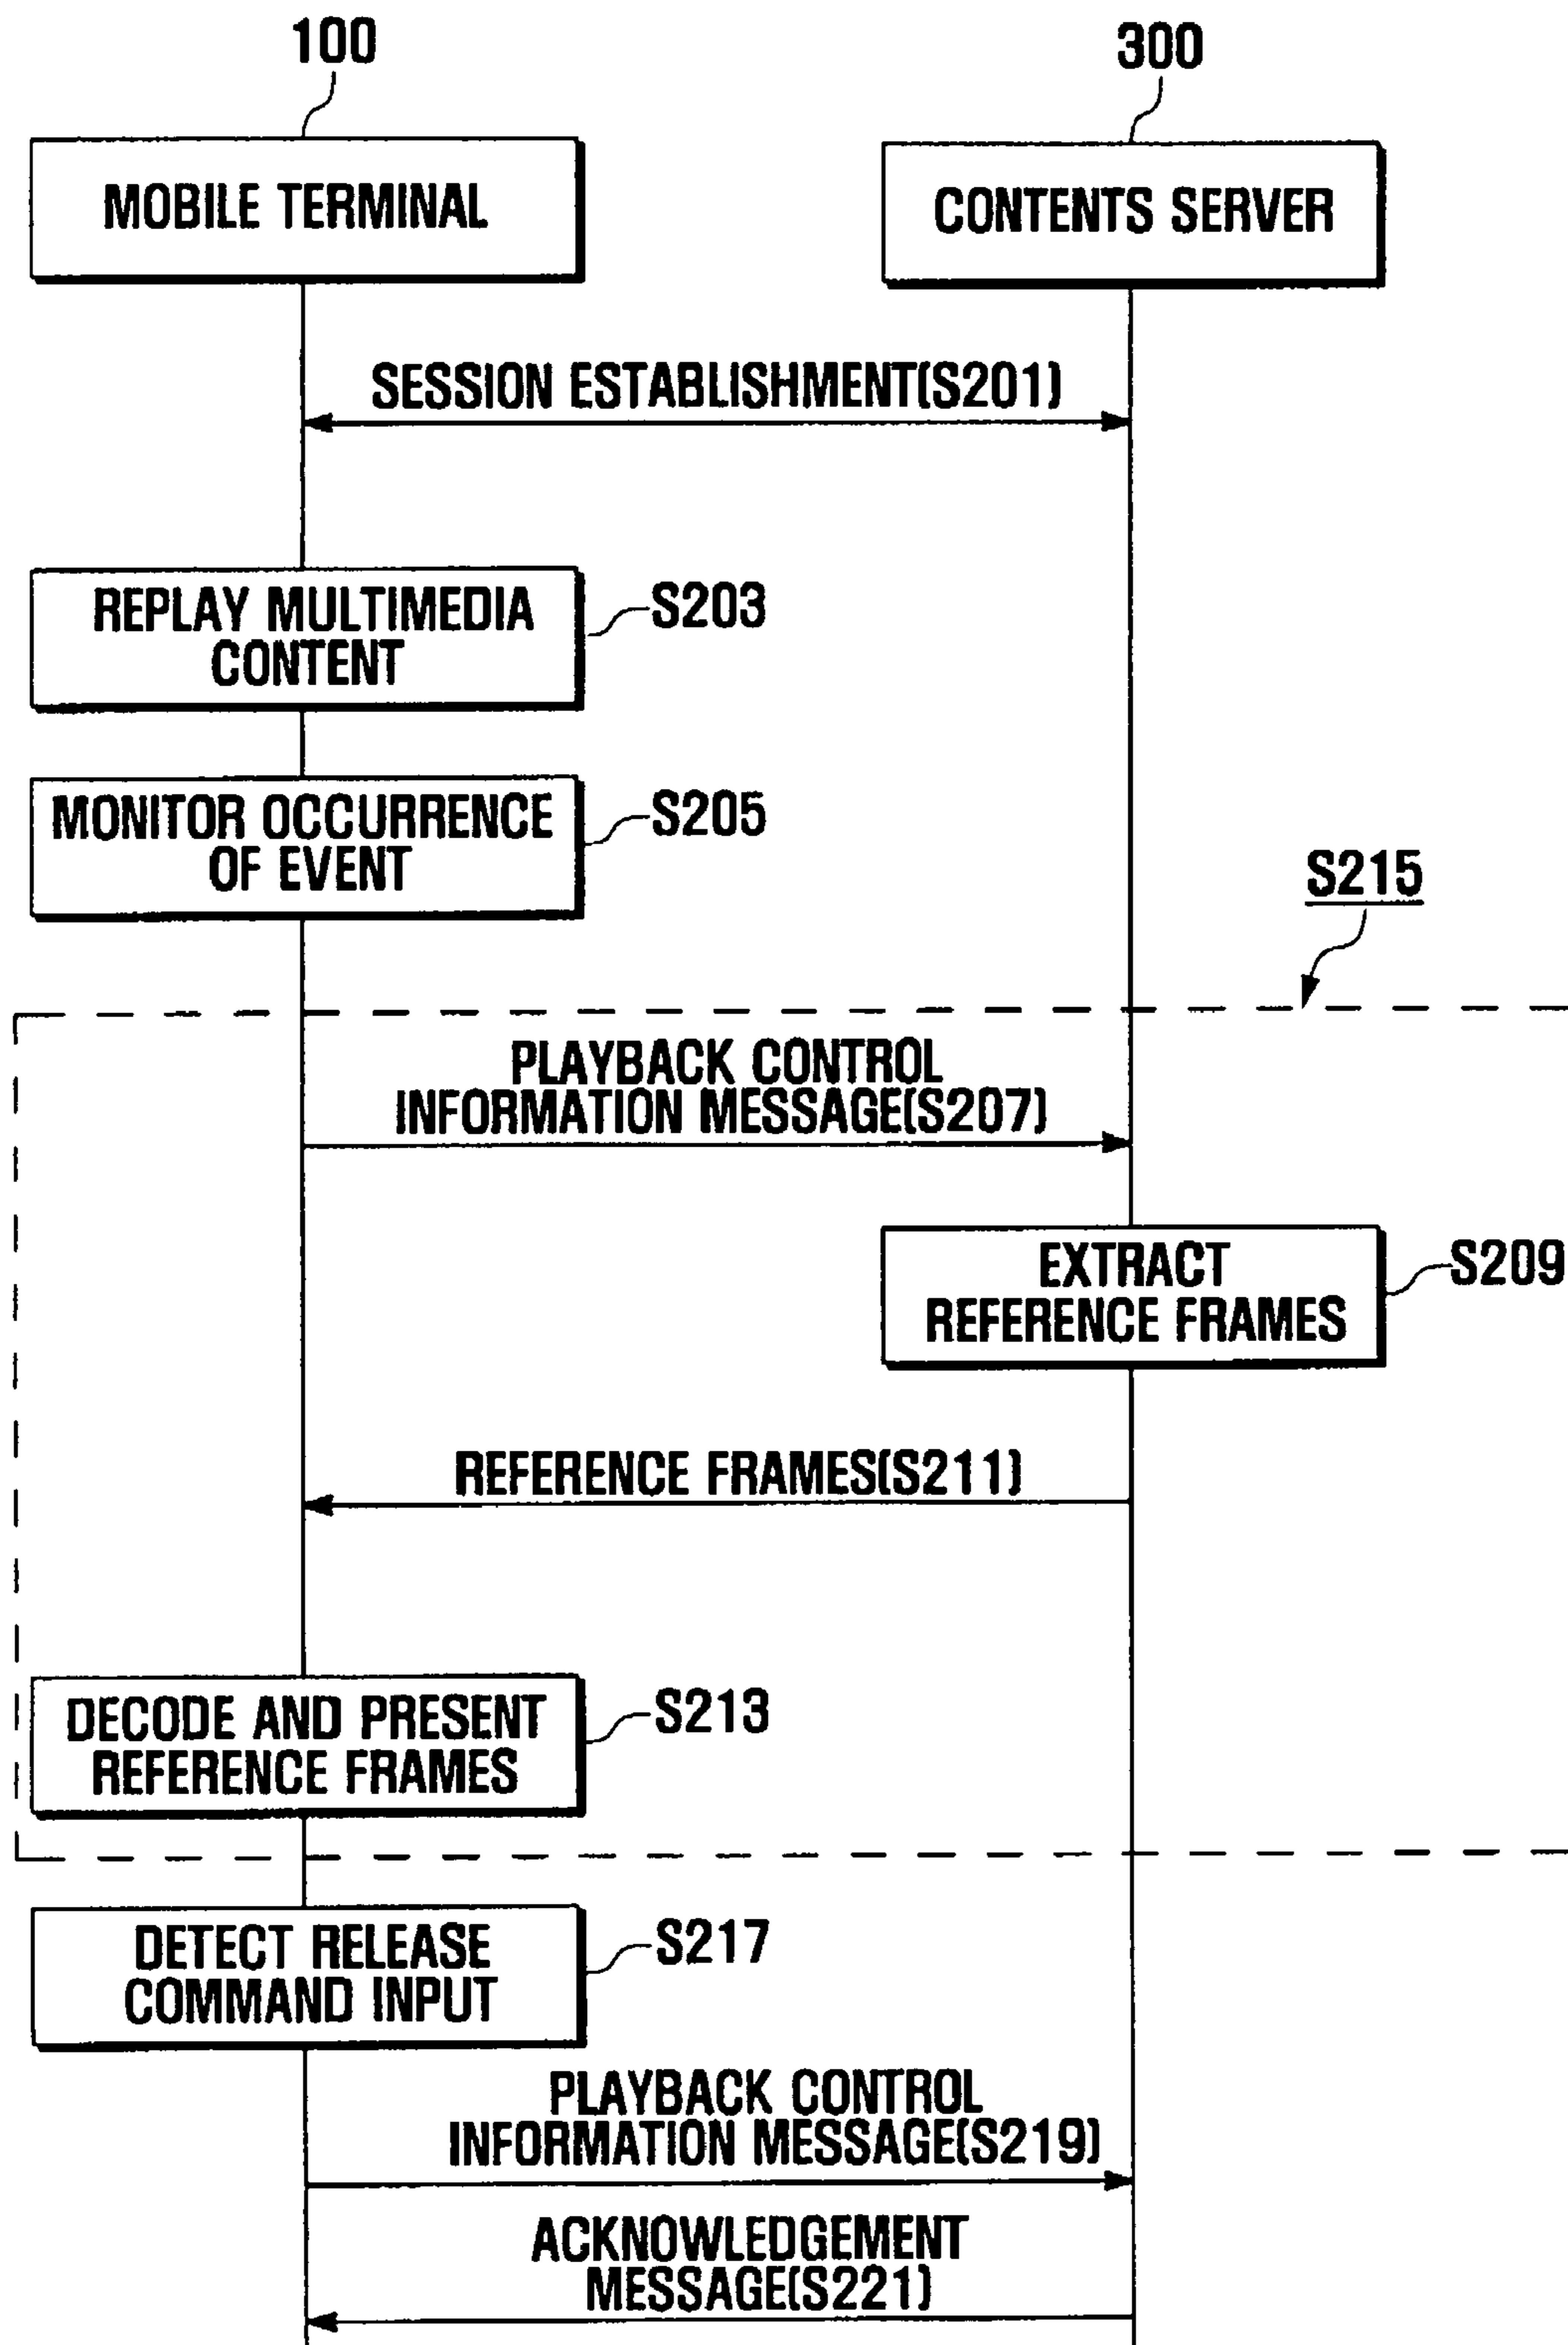 100
300
MOBILE TERMINAL
CONTENTS SERVER
SESSION ESTABLISHMENT(S201)
REPLAY MULTIMEDIA
CONTENT
S203
MONITOR OCCURRENCE
OF EVENT
S205
S215
PLAYBACK CONTROL
INFORMATION MESSAGE(S207)
EXTRACT
REFERENCE FRAMES
S209
REFERENCE FRAMES(S211)
DECODE AND PRESENT
REFERENCE FRAMES
S213
DETECT RELEASE
COMMAND INPUT
S217
PLAYBACK CONTROL
INFORMATION MESSAGE(S219)
ACKNOWLEDGEMENT
MESSAGE(S221)